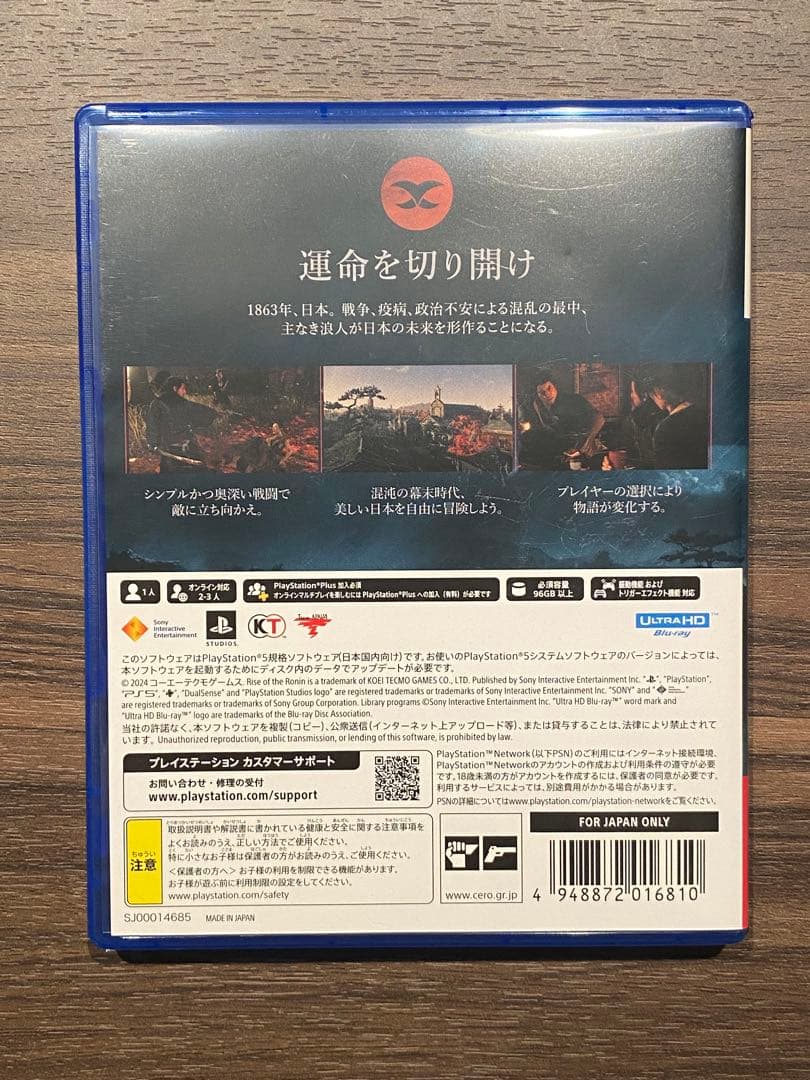 運命を切り開け
1863年、日本。戦争、疫病、政治不安による混乱の最中、
主なき浪人が日本の未来を形作ることになる。
シンプルかつ奥深い戦闘で
敵に立ち向かえ。
混沌の幕末時代、
美しい日本を自由に冒険しよう。
プレイヤーの選択により
物語が変化する。
1人
オンライン対応
2-3人
PlayStation®Plus 加入必須
オンラインマルチプレイを楽しむには PlayStation®Plus への加入（有料）が必要です
必須容量
96GB 以上
振動機能 および
トリガーエフェクト機能 対応
Sony
Interactive
Entertainment
STUDIOS
KT
ULTRA HD
Blu-ray™
このソフトウェアはPlayStation®5規格ソフトウェア(日本国内向け)です。お使いのPlayStation®5システムソフトウェアのバージョンによっては、
本ソフトウェアを起動するためにディスク内のデータでアップデートが必要です。
© 2024 コーエーテクモゲームス. Rise of the Ronin is a trademark of KOEI TECMO GAMES CO., LTD. Published by Sony Interactive Entertainment Inc. "PlayStation",
"PS5", "DualSense" and "PlayStation Studios logo" are registered trademarks or trademarks of Sony Interactive Entertainment Inc. "SONY" and
are registered trademarks or trademarks of Sony Group Corporation. Library programs ©Sony Interactive Entertainment Inc. "Ultra HD Blu-ray™" word mark and
"Ultra HD Blu-ray™" logo are trademarks of the Blu-ray Disc Association.
当社の許諾なく、本ソフトウェアを複製(コピー)、公衆送信(インターネット上アップロード等)、または貸与することは、法律により禁止されて
います。Unauthorized reproduction, public transmission, or lending of this software, is prohibited by law.
プレイステーション カスタマーサポート
お問い合わせ・修理の受付
www.playstation.com/support
PlayStation™Network (以下PSN)のご利用にはインターネット接続環境、
PlayStation™Networkのアカウントの作成および利用条件の遵守が必要
です。18歳未満の方がアカウントを作成するには、保護者の同意が必要です。
利用するサービスによっては、別途費用がかかる場合があります。
PSNの詳細についてはwww.playstation.com/playstation-networkをご覧ください。
ちゅうい
注意
取扱説明書や解説書に書かれている健康と安全に関する注意事項を
よくお読みのうえ、正しい方法でご使用ください。
特に小さなお子様は保護者の方がお読みのうえ、ご使用ください。
＜保護者の方へ＞ お子様の利用を制限できる機能があります。
お子様が遊ぶ前に利用制限の設定をしてください。
www.playstation.com/safety
www.cero.gr.jp
FOR JAPAN ONLY
4 948872 016810
SJ00014685 MADE IN JAPAN